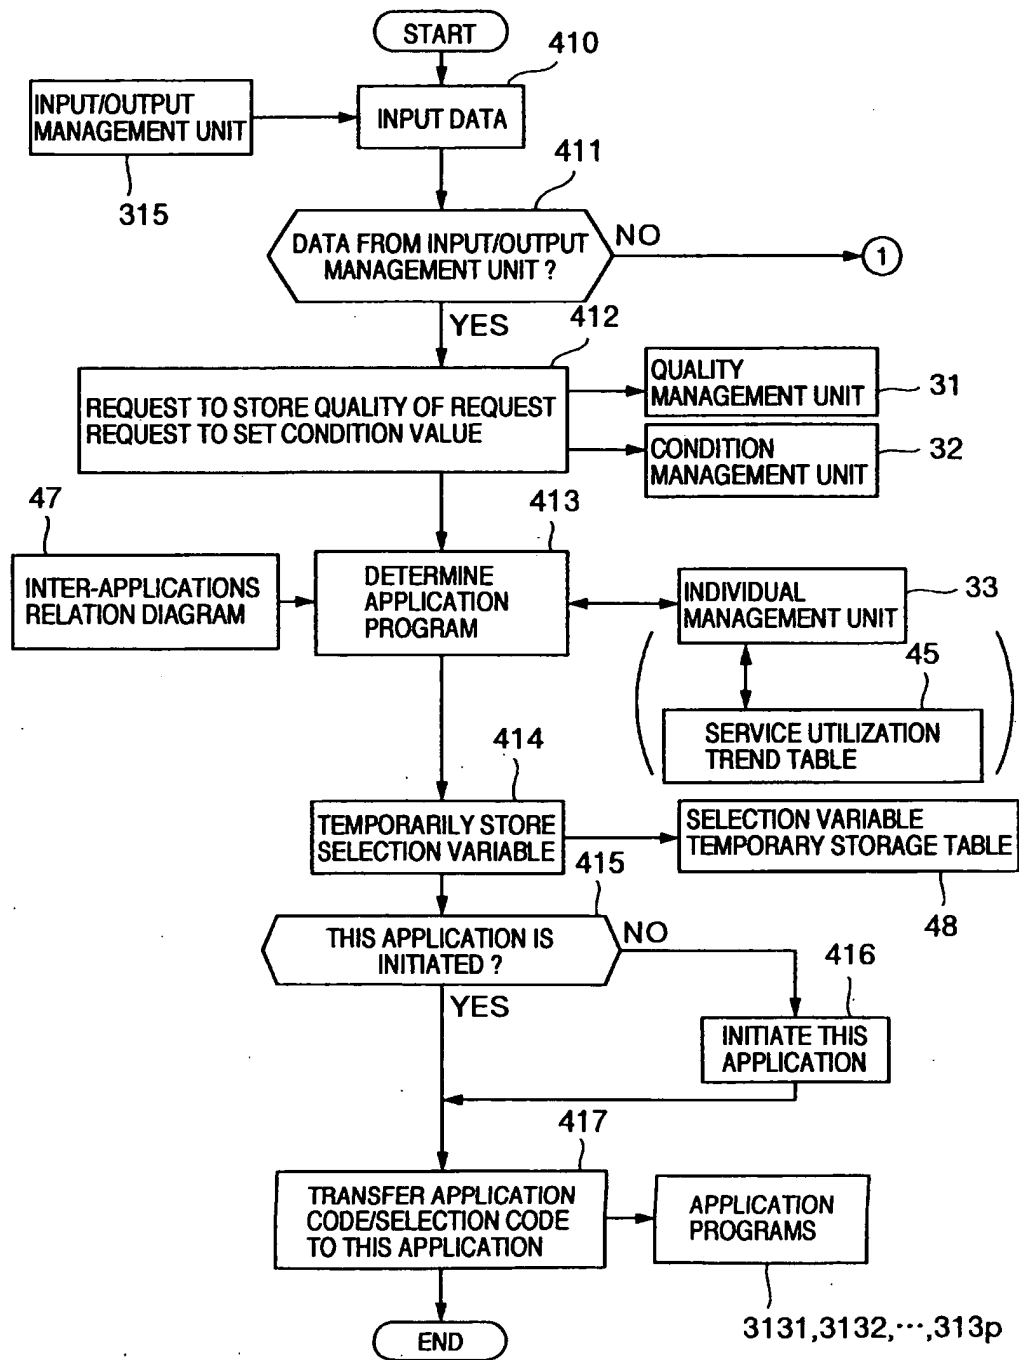 START
410
INPUT/OUTPUT
MANAGEMENT UNIT
INPUT DATA
315
411
DATA FROM INPUT/OUTPUT
MANAGEMENT UNIT ?
NO
1
YES
412
REQUEST TO STORE QUALITY OF REQUEST
REQUEST TO SET CONDITION VALUE
QUALITY
MANAGEMENT UNIT
31
CONDITION
MANAGEMENT UNIT
32
47
413
INTER-APPLICATIONS
RELATION DIAGRAM
DETERMINE
APPLICATION
PROGRAM
INDIVIDUAL
MANAGEMENT UNIT
33
45
SERVICE UTILIZATION
TREND TABLE
414
TEMPORARILY STORE
SELECTION VARIABLE
SELECTION VARIABLE
TEMPORARY STORAGE TABLE
48
415
THIS APPLICATION IS
INITIATED ?
NO
YES
416
INITIATE THIS
APPLICATION
417
TRANSFER APPLICATION
CODE/SELECTION CODE
TO THIS APPLICATION
APPLICATION
PROGRAMS
3131,3132,···,313p
END